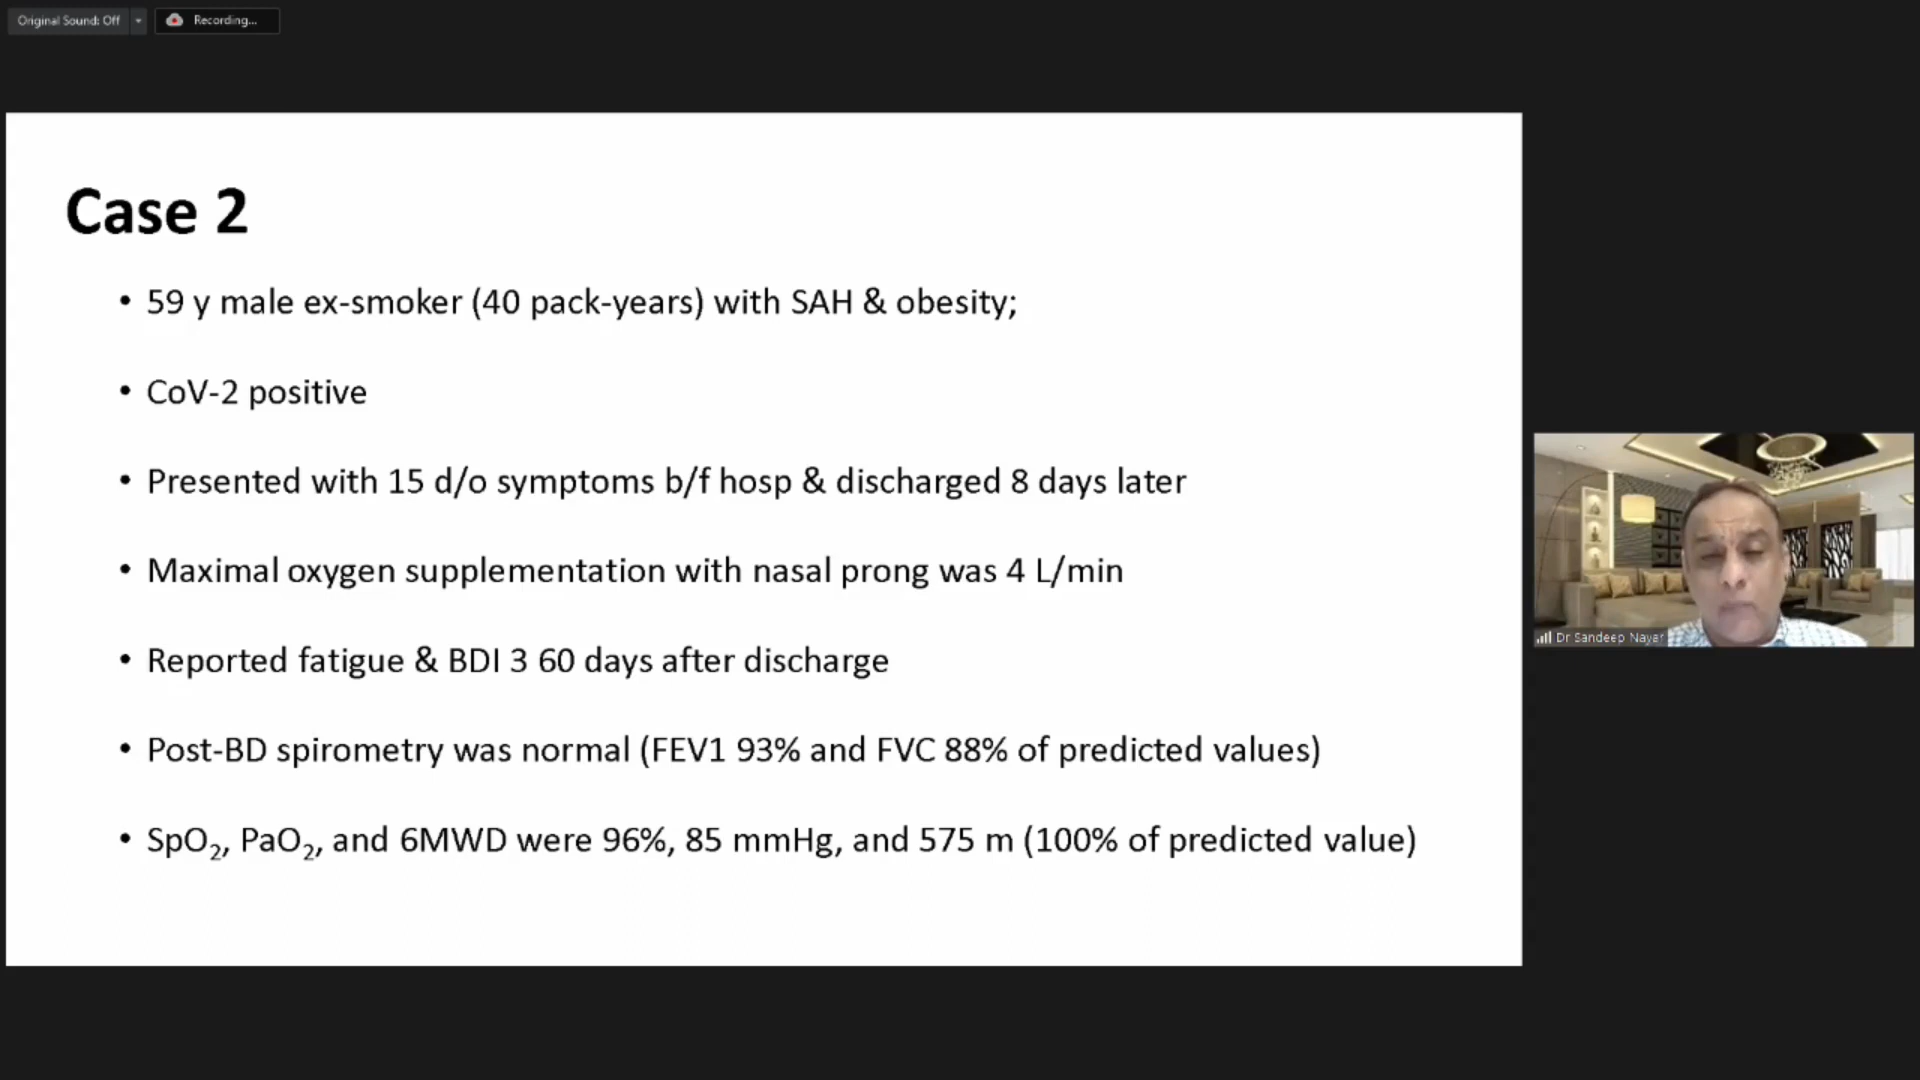 Original Sound: Off
Recording...
Case 2
• 59 y male ex-smoker (40 pack-years) with SAH & obesity;
• CoV-2 positive
• Presented with 15 d/o symptoms b/f hosp & discharged 8 days later
• Maximal oxygen supplementation with nasal prong was 4 L/min
• Reported fatigue & BDI 3 60 days after discharge
• Post-BD spirometry was normal (FEV1 93% and FVC 88% of predicted values)
• SpO₂, PaO₂, and 6MWD were 96%, 85 mmHg, and 575 m (100% of predicted value)
Dr Sandeep Nayar